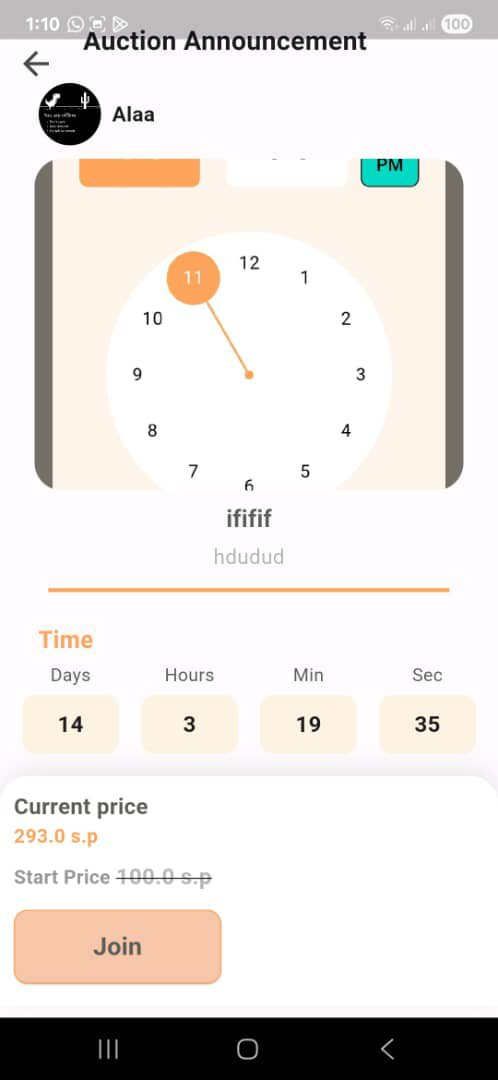 1:10 100
Auction Announcement
Alaa
PM
12
11 1
10 2
9 3
8 4
7 5
6
ififif
hdudud
Time
Days Hours Min Sec
14 3 19 35
Current price
293.0 s.p
Start Price 100.0 s.p
Join